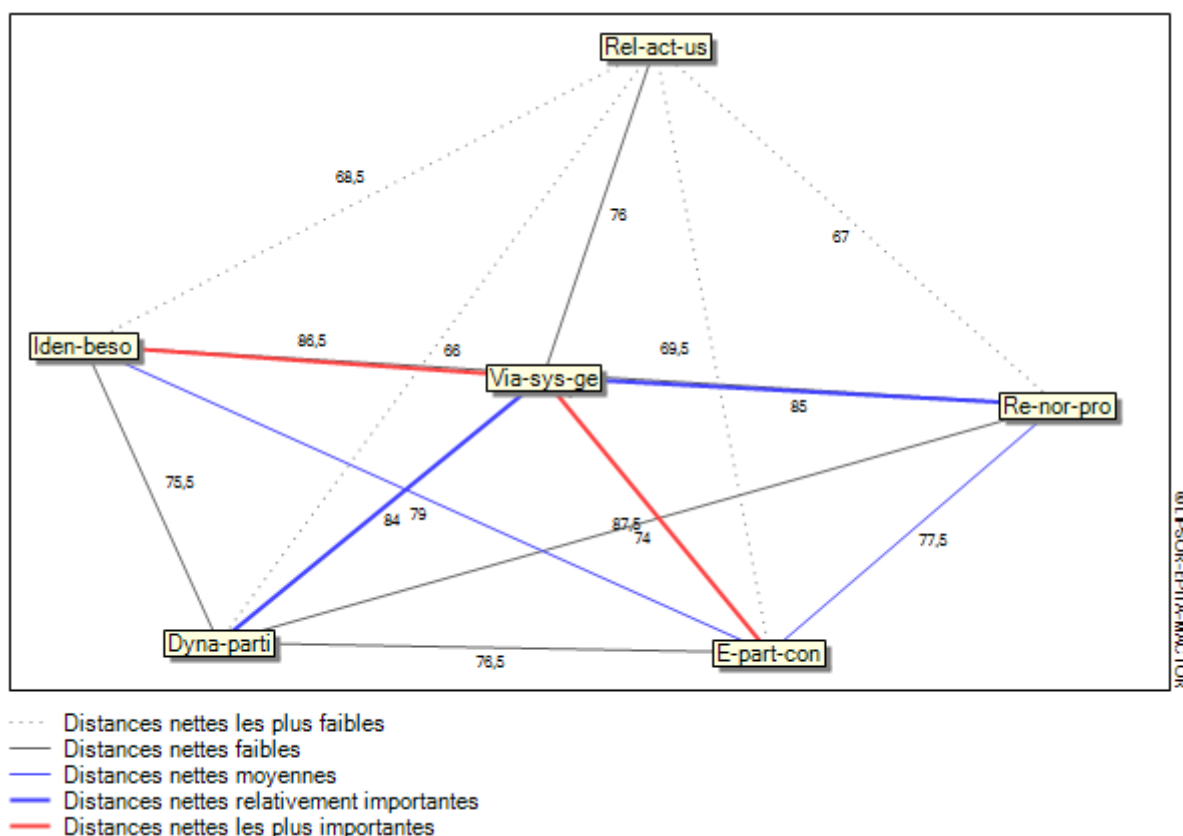 Rel-act-us
68,5
76
67
Iden-beso
86,5
66
69,5
Via-sys-ge
85
Re-nor-pro
75,5
84
79
87,5
74
77,5
Dyna-parti
76,5
E-part-con
Distances nettes les plus faibles
Distances nettes faibles
Distances nettes moyennes
Distances nettes relativement importantes
Distances nettes les plus importantes